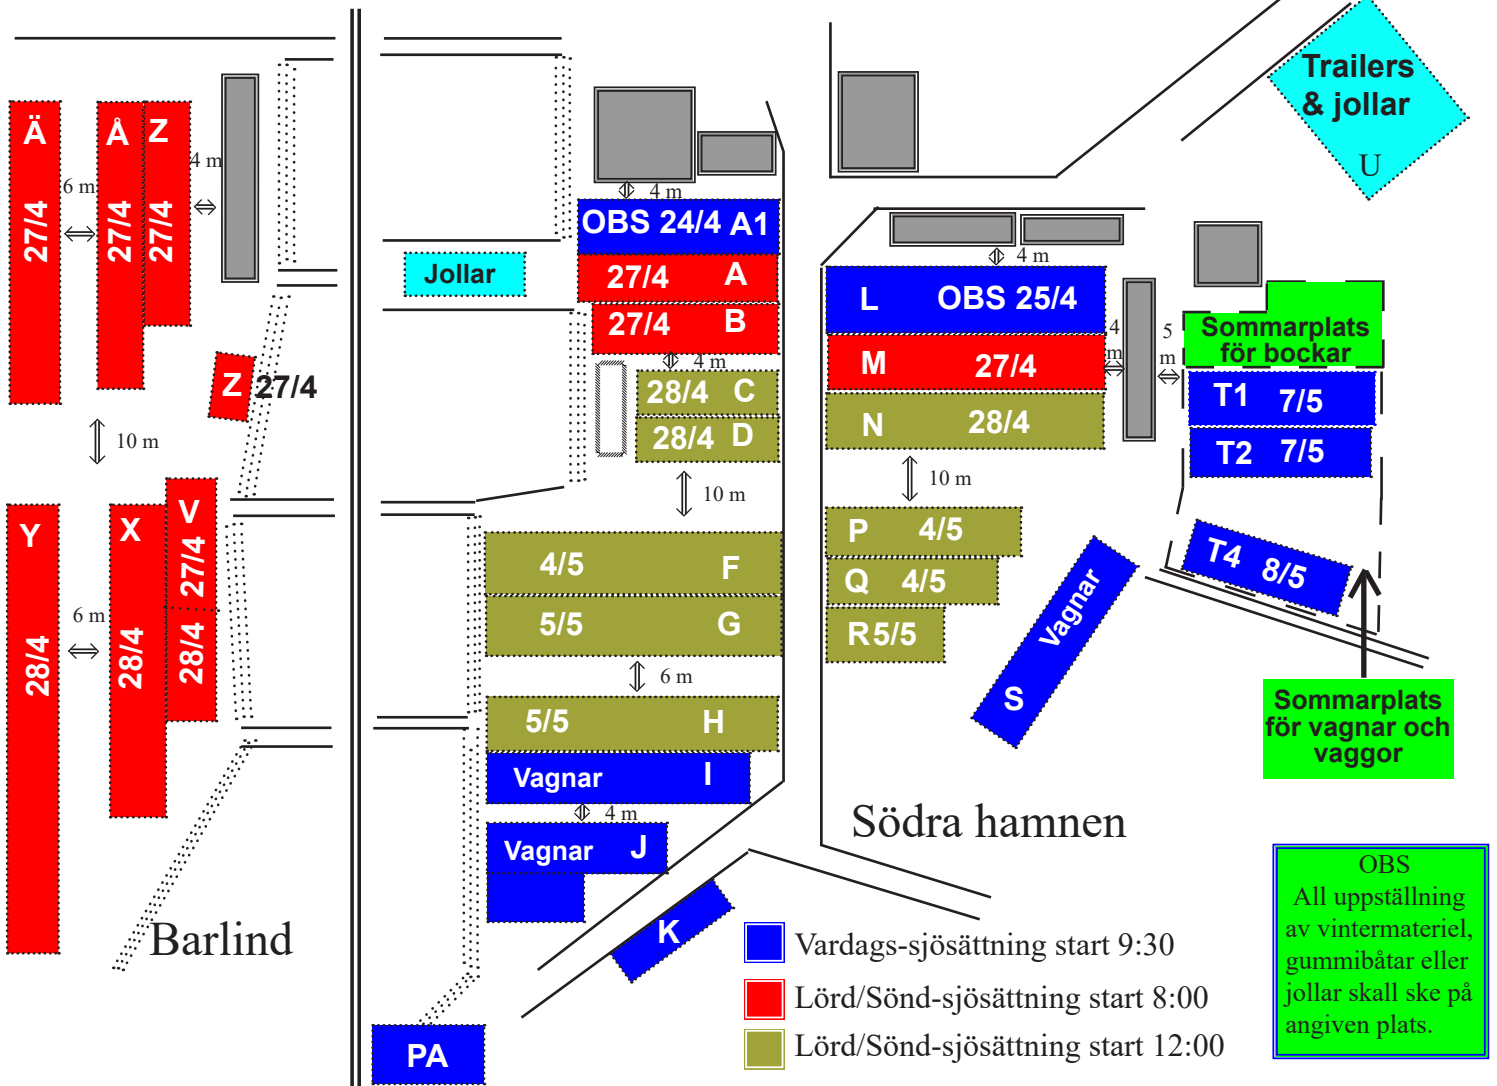 Trailers
& jollar
U
Ä
27/4
6 m
Å
27/4
Z
27/4
4 m
Z 27/4
10 m
Y
28/4
6 m
X
28/4
V
27/4
28/4
Barlind
Jollar
4 m
OBS 24/4 A1
27/4 A
27/4 B
4 m
28/4 C
28/4 D
10 m
4/5 F
5/5 G
6 m
5/5 H
Vagnar I
4 m
Vagnar J
K
PA
4 m
L OBS 25/4
M 27/4
N 28/4
4
m
5
m
10 m
P 4/5
Q 4/5
R 5/5
S Vagnar
Sommarplats
för bockar
T1 7/5
T2 7/5
T4 8/5
Sommarplats
för vagnar och
vaggor
Södra hamnen
Vardags-sjösättning start 9:30
Lörd/Sönd-sjösättning start 8:00
Lörd/Sönd-sjösättning start 12:00
OBS
All uppställning
av vintermateriel,
gummibåtar eller
jollar skall ske på
angiven plats.